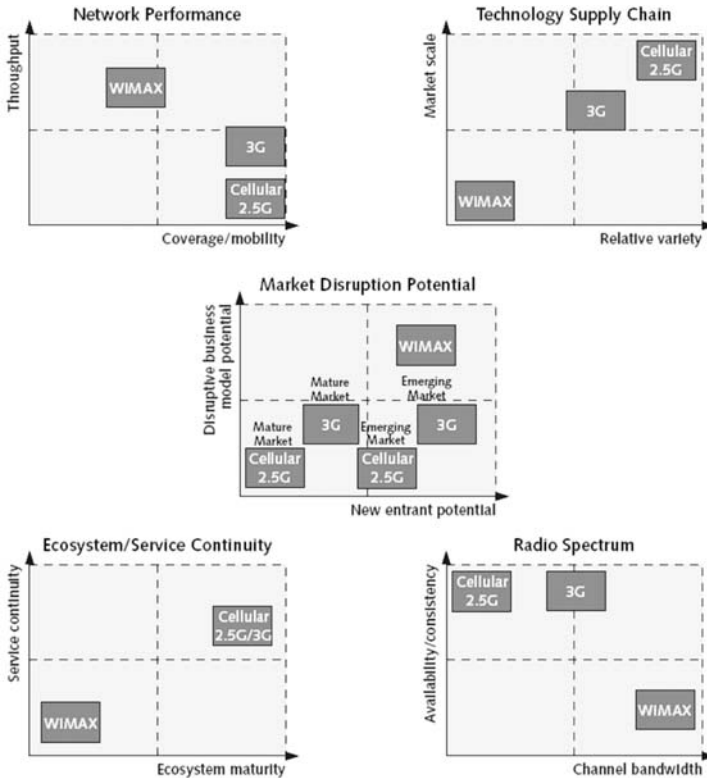 Network Performance
Throughput
WIMAX
3G
Cellular
2.5G
Coverage/mobility
Technology Supply Chain
Market scale
Cellular
2.5G
3G
WIMAX
Relative variety
Market Disruption Potential
Disruptive business
model potential
WIMAX
Mature
Market
Emerging
Market
3G
3G
Mature
Market
Emerging
Market
Cellular
2.5G
Cellular
2.5G
New entrant potential
Ecosystem/Service Continuity
Service continuity
Cellular
2.5G/3G
WIMAX
Ecosystem maturity
Radio Spectrum
Availability/consistency
Cellular
2.5G
3G
WIMAX
Channel bandwidth